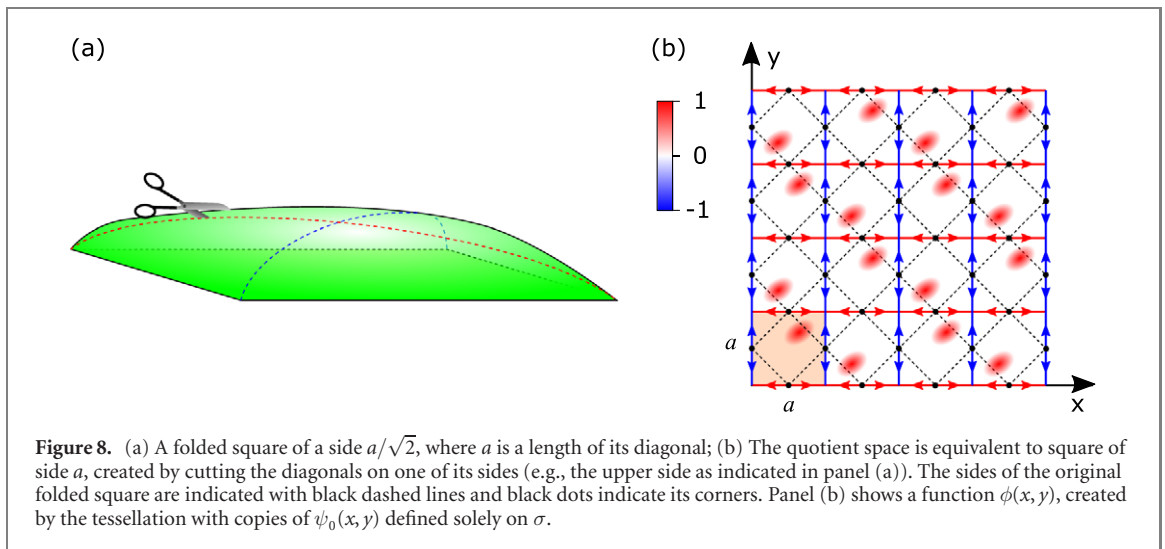 (a)
(b)
y
1
0
-1
a
a
x
Figure 8. (a) A folded square of a side a/√2, where a is a length of its diagonal; (b) The quotient space is equivalent to square of
side a, created by cutting the diagonals on one of its sides (e.g., the upper side as indicated in panel (a)). The sides of the original
folded square are indicated with black dashed lines and black dots indicate its corners. Panel (b) shows a function ϕ(x, y), created
by the tessellation with copies of ψ₀(x, y) defined solely on σ.